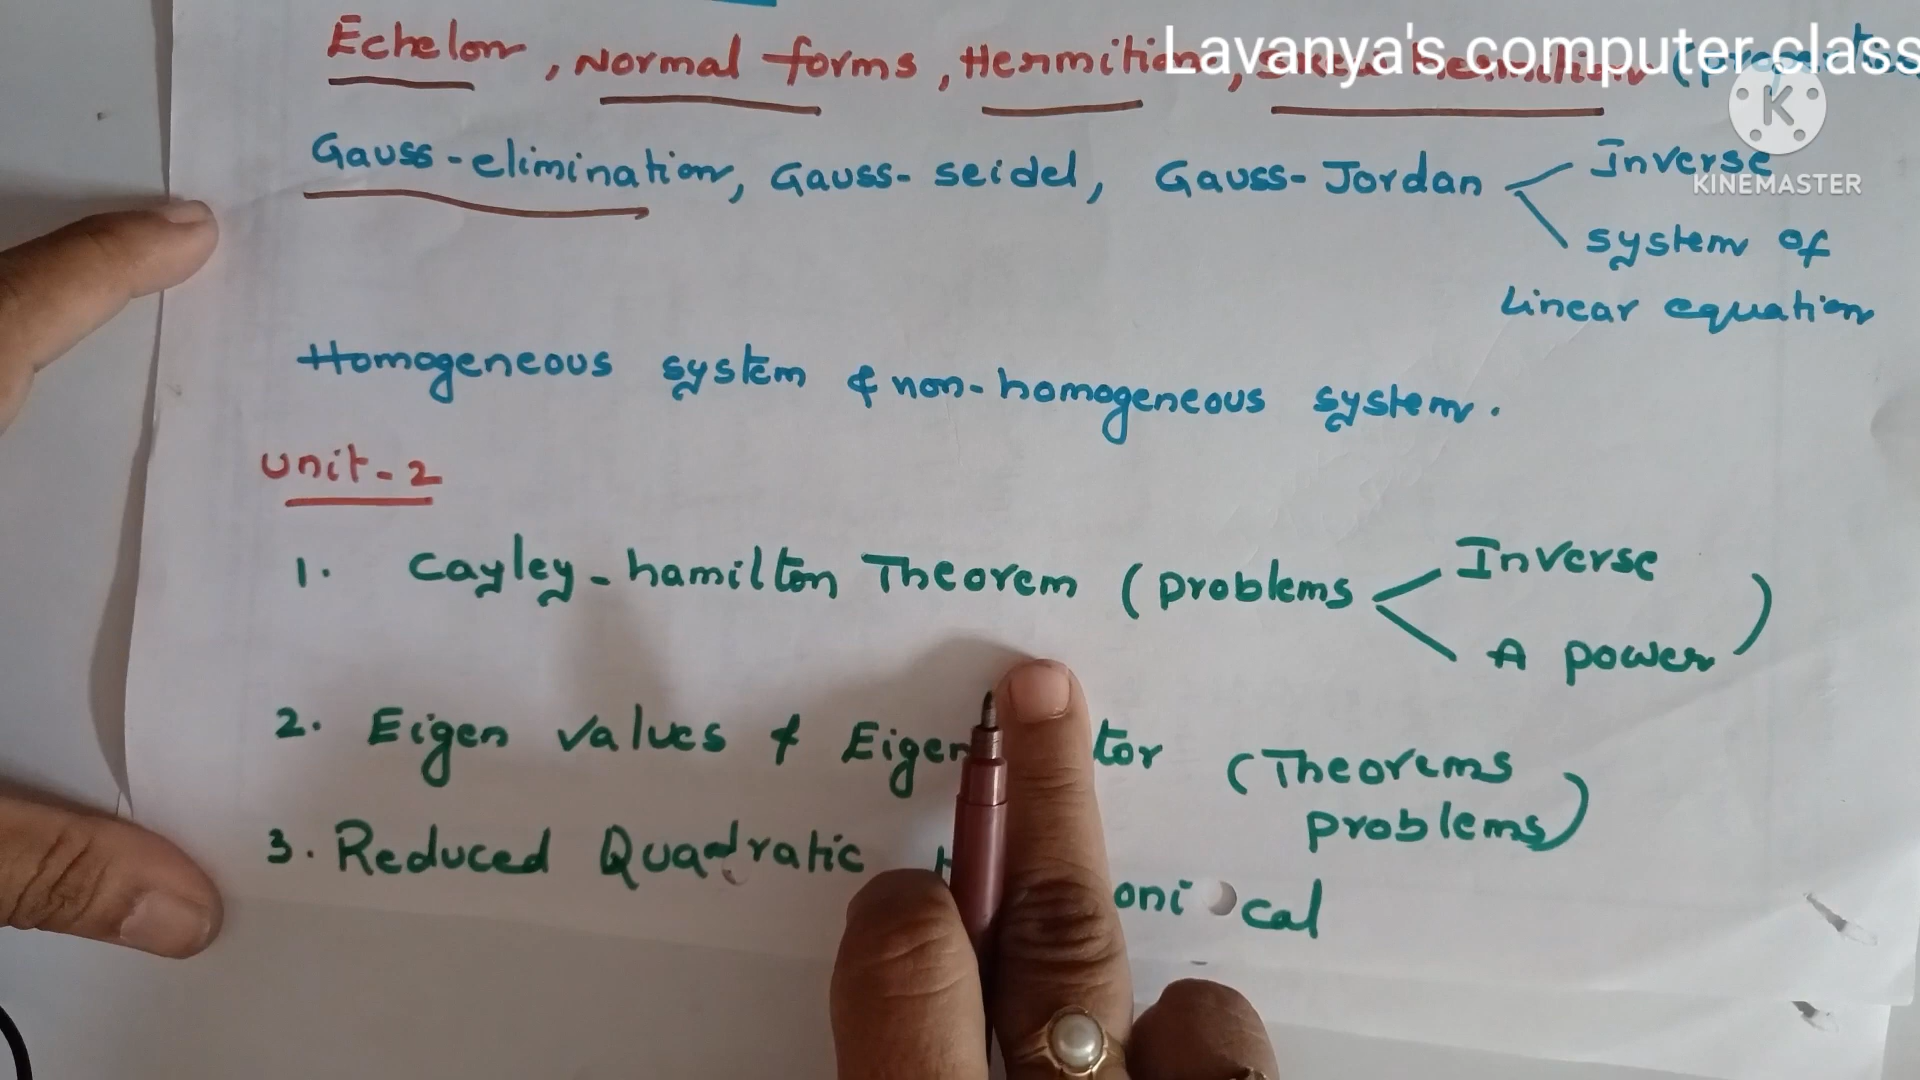 Lavanya's computer class
Echelon, Normal forms, Hermition,
K
KINEMASTER
Gauss-elimination, Gauss-seidel, Gauss-Jordan Inverse
system of
Linear equation
Homogeneous system & non-homogeneous system.
Unit-2
1. Cayley-hamilton Theorem (problems Inverse
A power)
2. Eigen values & Eigen tor (Theorems
problems)
3. Reduced Quadratic oni cal